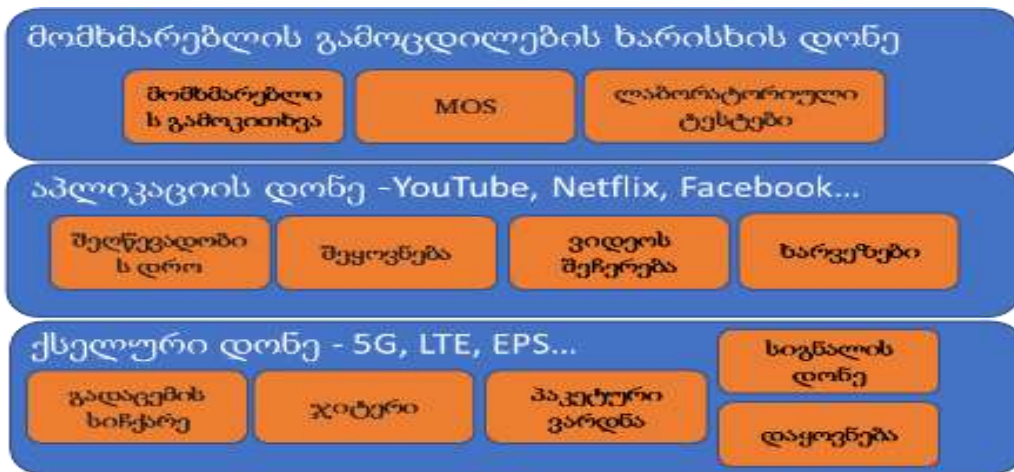 მომხმარებლის გამოცდილების ხარისხის დონე
მომხმარებლი
ს გამოკითხვა
MOS
ლაბორატორიული
ტესტები
აპლიკაციის დონე -YouTube, Netflix, Facebook...
შეღწევადობი
ს დრო
შეყოვნება
ვიდეოს
შეჩერება
ხარვეზები
ქსელური დონე - 5G, LTE, EPS...
გადაცემის
სიჩქარე
ჯიტერი
პაკეტური
ვარდნა
სიგნალის
დონე
დაყოვნება